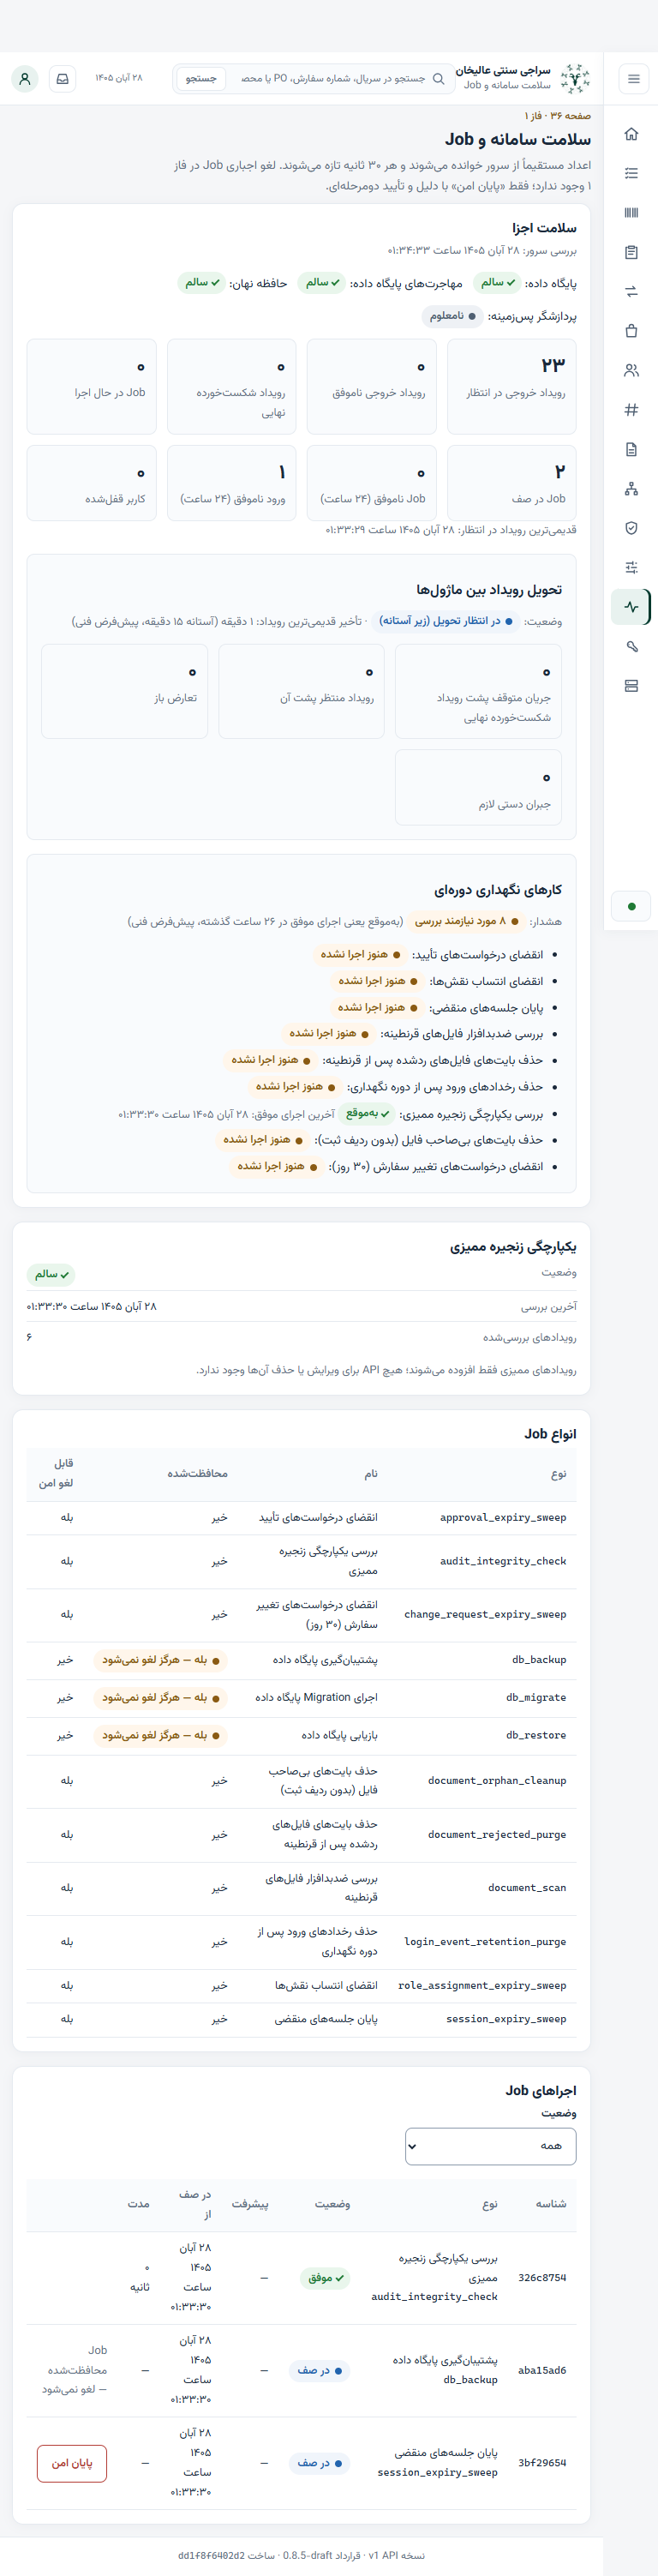 سراجی سنتی عالیخان
سلامت سامانه و Job
جستجو در سریال، شماره سفارش، PO یا محص
جستجو
۲۸ آبان ۱۴۰۵
صفحه ۳۶ · فاز ۱
سلامت سامانه و Job
اعداد مستقیماً از سرور خوانده می‌شوند و هر ۳۰ ثانیه تازه می‌شوند. لغو اجباری Job در فاز
۱ وجود ندارد؛ فقط «پایان امن» با دلیل و تأیید دومرحله‌ای.
سلامت اجزا
بررسی سرور: ۲۸ آبان ۱۴۰۵ ساعت ۰۱:۳۴:۳۳
پایگاه داده: سالم مهاجرت‌های پایگاه داده: سالم حافظه نهان: سالم
پردازشگر پس‌زمینه: نامعلوم
۲۳
رویداد خروجی در انتظار
۰
رویداد خروجی ناموفق
۰
رویداد شکست‌خورده
نهایی
۰
Job در حال اجرا
۲
Job در صف
۰
Job ناموفق (۲۴ ساعت)
۱
ورود ناموفق (۲۴ ساعت)
۰
کاربر قفل‌شده
قدیمی‌ترین رویداد در انتظار: ۲۸ آبان ۱۴۰۵ ساعت ۰۱:۳۳:۲۹
تحویل رویداد بین ماژول‌ها
وضعیت: در انتظار تحویل (زیر آستانه) · تأخیر قدیمی‌ترین رویداد: ۱ دقیقه (آستانه ۱۵ دقیقه، پیش‌فرض فنی)
۰
جریان متوقف پشت رویداد
شکست‌خورده نهایی
۰
رویداد منتظر پشت آن
۰
تعارض باز
۰
جبران دستی لازم
کارهای نگهداری دوره‌ای
هشدار: ۸ مورد نیازمند بررسی (به‌موقع یعنی اجرای موفق در ۲۶ ساعت گذشته، پیش‌فرض فنی)
انقضای درخواست‌های تأیید: هنوز اجرا نشده
انقضای انتساب نقش‌ها: هنوز اجرا نشده
پایان جلسه‌های منقضی: هنوز اجرا نشده
بررسی ضدبدافزار فایل‌های قرنطینه: هنوز اجرا نشده
حذف بایت‌های فایل‌های ردشده پس از قرنطینه: هنوز اجرا نشده
حذف رخدادهای ورود پس از دوره نگهداری: هنوز اجرا نشده
بررسی یکپارچگی زنجیره ممیزی: به‌موقع آخرین اجرای موفق: ۲۸ آبان ۱۴۰۵ ساعت ۰۱:۳۳:۳۰
حذف بایت‌های بی‌صاحب فایل (بدون ردیف ثبت): هنوز اجرا نشده
انقضای درخواست‌های تغییر سفارش (۳۰ روز): هنوز اجرا نشده
یکپارچگی زنجیره ممیزی
وضعیت سالم
آخرین بررسی ۲۸ آبان ۱۴۰۵ ساعت ۰۱:۳۳:۳۰
رویدادهای بررسی‌شده ۶
رویدادهای ممیزی فقط افزوده می‌شوند؛ هیچ API برای ویرایش یا حذف آن‌ها وجود ندارد.
انواع Job
نوع نام محافظت‌شده قابل
لغو امن
approval_expiry_sweep انقضای درخواست‌های تأیید خیر بله
audit_integrity_check بررسی یکپارچگی زنجیره
ممیزی خیر بله
change_request_expiry_sweep انقضای درخواست‌های تغییر
سفارش (۳۰ روز) خیر بله
db_backup پشتیبان‌گیری پایگاه داده بله — هرگز لغو نمی‌شود خیر
db_migrate اجرای Migration پایگاه داده بله — هرگز لغو نمی‌شود خیر
db_restore بازیابی پایگاه داده بله — هرگز لغو نمی‌شود خیر
document_orphan_cleanup حذف بایت‌های بی‌صاحب
فایل (بدون ردیف ثبت) خیر بله
document_rejected_purge حذف بایت‌های فایل‌های
ردشده پس از قرنطینه خیر بله
document_scan بررسی ضدبدافزار فایل‌های
قرنطینه خیر بله
login_event_retention_purge حذف رخدادهای ورود پس از
دوره نگهداری خیر بله
role_assignment_expiry_sweep انقضای انتساب نقش‌ها خیر بله
session_expiry_sweep پایان جلسه‌های منقضی خیر بله
اجراهای Job
وضعیت
همه
شناسه نوع وضعیت پیشرفت در صف
از مدت
326c8754 بررسی یکپارچگی زنجیره
ممیزی
audit_integrity_check موفق — ۲۸ آبان
۱۴۰۵
ساعت
۰۱:۳۳:۳۰ ۰
ثانیه
aba15ad6 پشتیبان‌گیری پایگاه داده
db_backup در صف — ۲۸ آبان
۱۴۰۵
ساعت
۰۱:۳۳:۳۰ — Job
محافظت‌شده
— لغو نمی‌شود
3bf29654 پایان جلسه‌های منقضی
session_expiry_sweep در صف — ۲۸ آبان
۱۴۰۵
ساعت
۰۱:۳۳:۳۰ — پایان امن
نسخه v1 API · قرارداد 0.8.5-draft · ساخت dd1f8f6402d2